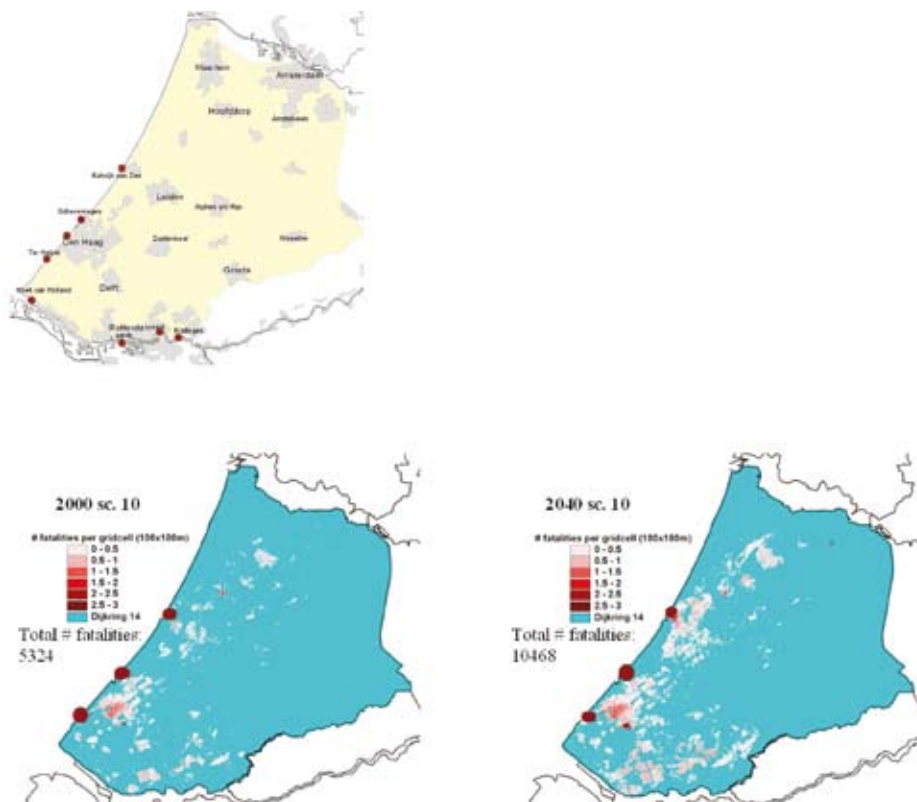 Haarlem
Amsterdam
Hoofddorp
Amstelveen
Katwijk aan Zee
Leiden
Scheveningen
Alphen a/d Rijn
Den Haag
Zoetermeer
Woerden
Ter Heijde
Gouda
Delft
Hoek van Holland
Kralingen
2000 sc. 10
# fatalities per gridcell (100x100m)
0 - 0.5
0.5 - 1
1 - 1.5
1.5 - 2
2 - 2.5
2.5 - 3
Dijkring 14
Total # fatalities:
5324
2040 sc. 10
# fatalities per gridcell (100x100m)
0 - 0.5
0.5 - 1
1 - 1.5
1.5 - 2
2 - 2.5
2.5 - 3
Dijkring 14
Total # fatalities:
10468